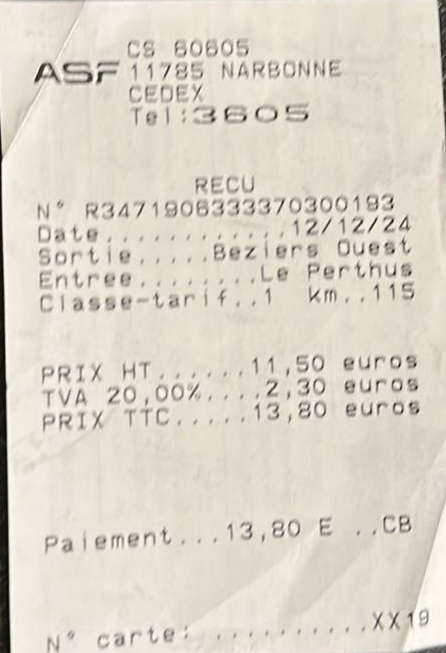 CS 60605
ASF 11785 NARBONNE
CEDEX
Tel:3605
RECU
N° R34719063333703001​93
Date............12/12/24
Sortie.....Beziers Ouest
Entree........Le Perthus
Classe-tarif..1 km..115
PRIX HT......11,50 euros
TVA 20,00%....2,30 euros
PRIX TTC.....13,80 euros
Paiement...13,80 E ..CB
N° carte: ..........XX19